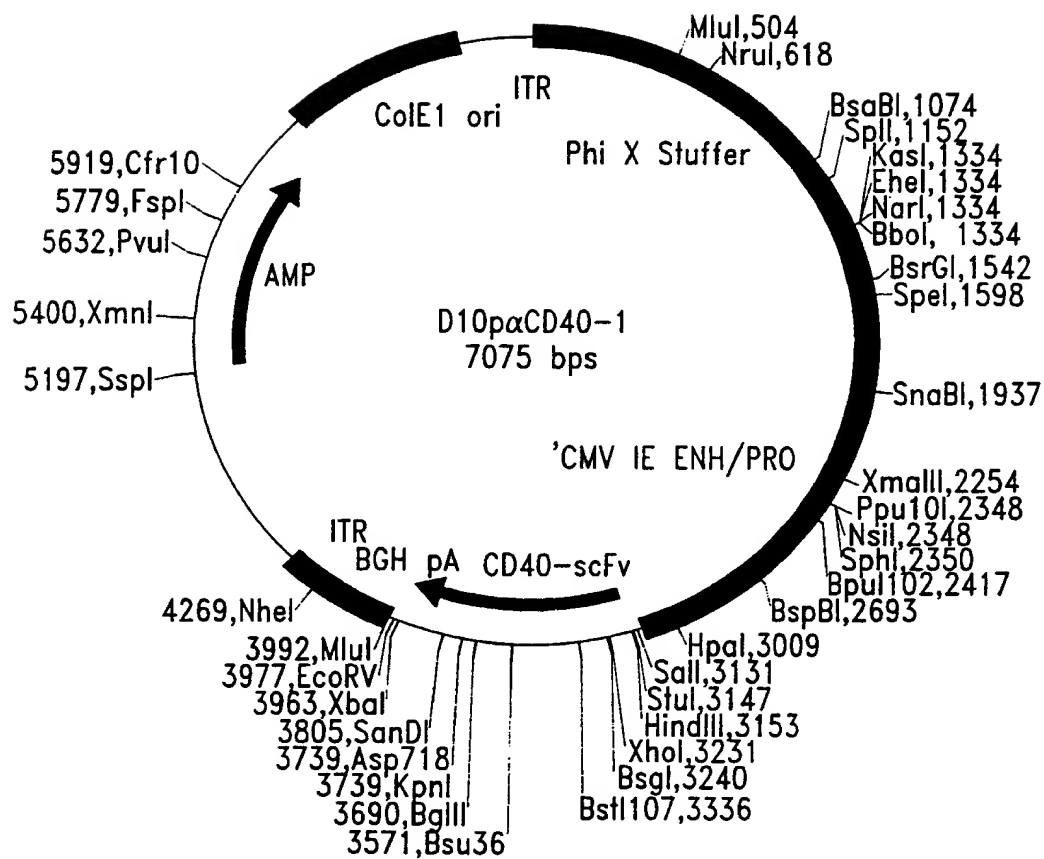 MluI,504
NruI,618
ITR
ColE1 ori
Phi X Stuffer
BsaBI,1074
SplI,1152
KasI,1334
EheI,1334
NarI,1334
BboI, 1334
BsrGI,1542
SpeI,1598
5919,Cfr10
5779,FspI
5632,PvuI
AMP
5400,XmnI
5197,SspI
D10pαCD40-1
7075 bps
SnaBI,1937
'CMV IE ENH/PRO
XmaIII,2254
Ppu10I,2348
NsiI,2348
SphI,2350
BpuI102,2417
BspBI,2693
ITR
BGH pA
CD40-scFv
4269,NheI
3992,MluI
3977,EcoRV
3963,XbaI
3805,SanDI
3739,Asp718
3739,KpnI
3690,BglII
3571,Bsu36
HpaI,3009
SalI,3131
StuI,3147
HindIII,3153
XhoI,3231
BsgI,3240
BstI107,3336